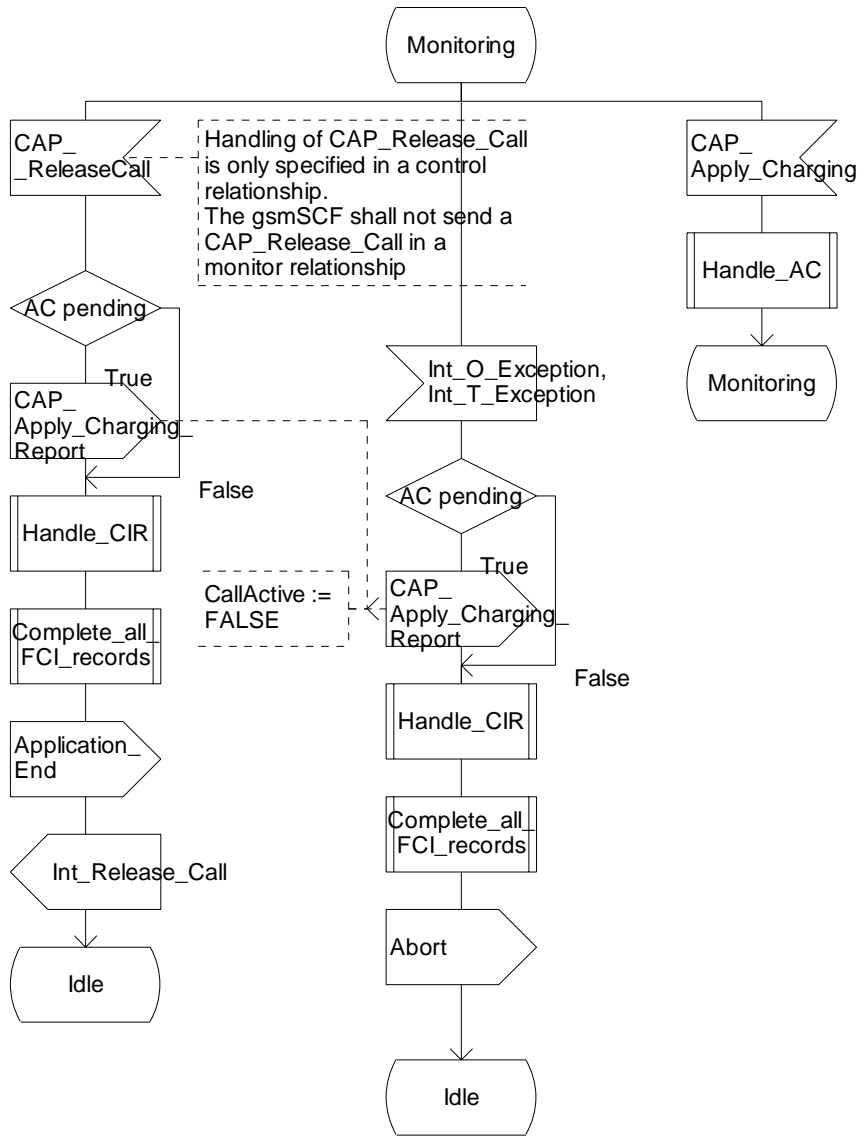 Monitoring
CAP_
_ReleaseCall
Handling of CAP_Release_Call
is only specified in a control
relationship.
The gsmSCF shall not send a
CAP_Release_Call in a
monitor relationship
CAP_
Apply_Charging
Handle_AC
Monitoring
AC pending
True
CAP_
Apply_Charging_
Report
False
Handle_CIR
Complete_all_
FCI_records
Application_
End
Int_Release_Call
Idle
Int_O_Exception,
Int_T_Exception
AC pending
True
CallActive :=
FALSE
CAP_
Apply_Charging_
Report
False
Handle_CIR
Complete_all_
FCI_records
Abort
Idle